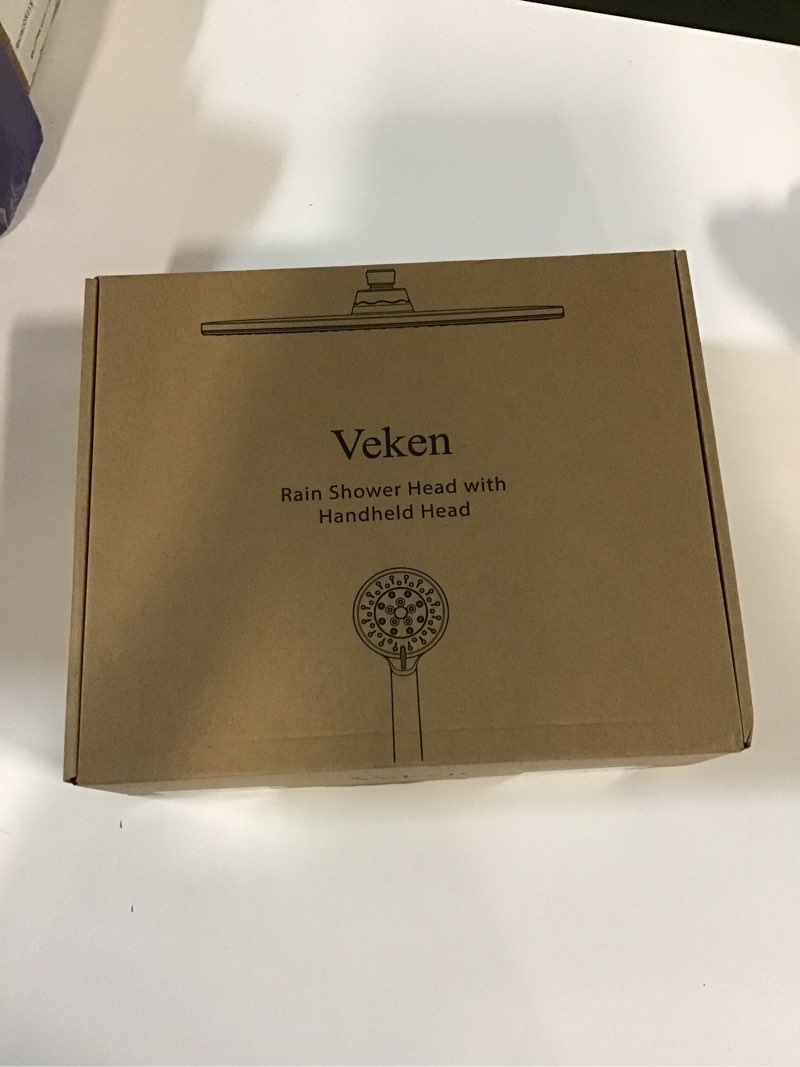 Veken
Rain Shower Head with
Handheld Head